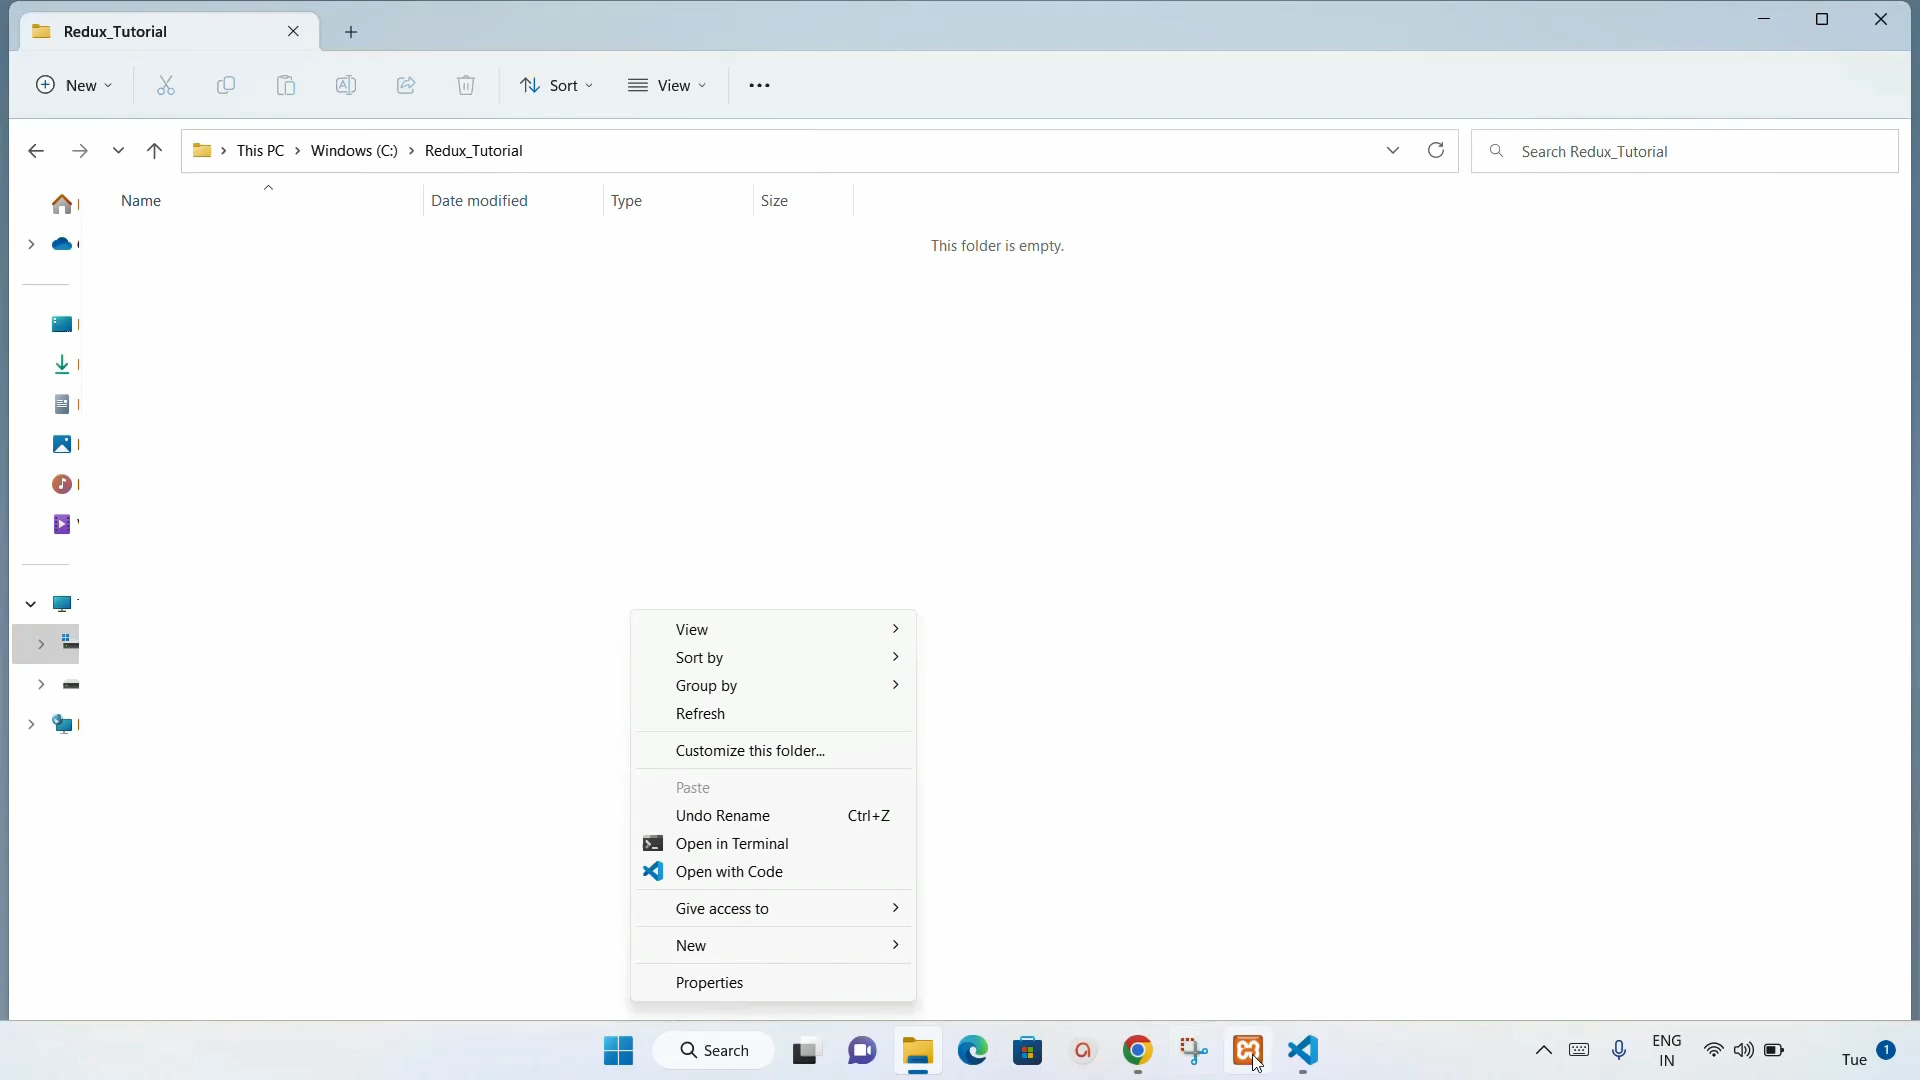 Redux_Tutorial
New
Sort
View
This PC
Windows (C:)
Redux_Tutorial
Search Redux_Tutorial
Name
Date modified
Type
Size
This folder is empty.
View
Sort by
Group by
Refresh
Customize this folder...
Paste
Undo Rename Ctrl+Z
Open in Terminal
Open with Code
Give access to
New
Properties
Search
ENG
IN
Tue
1